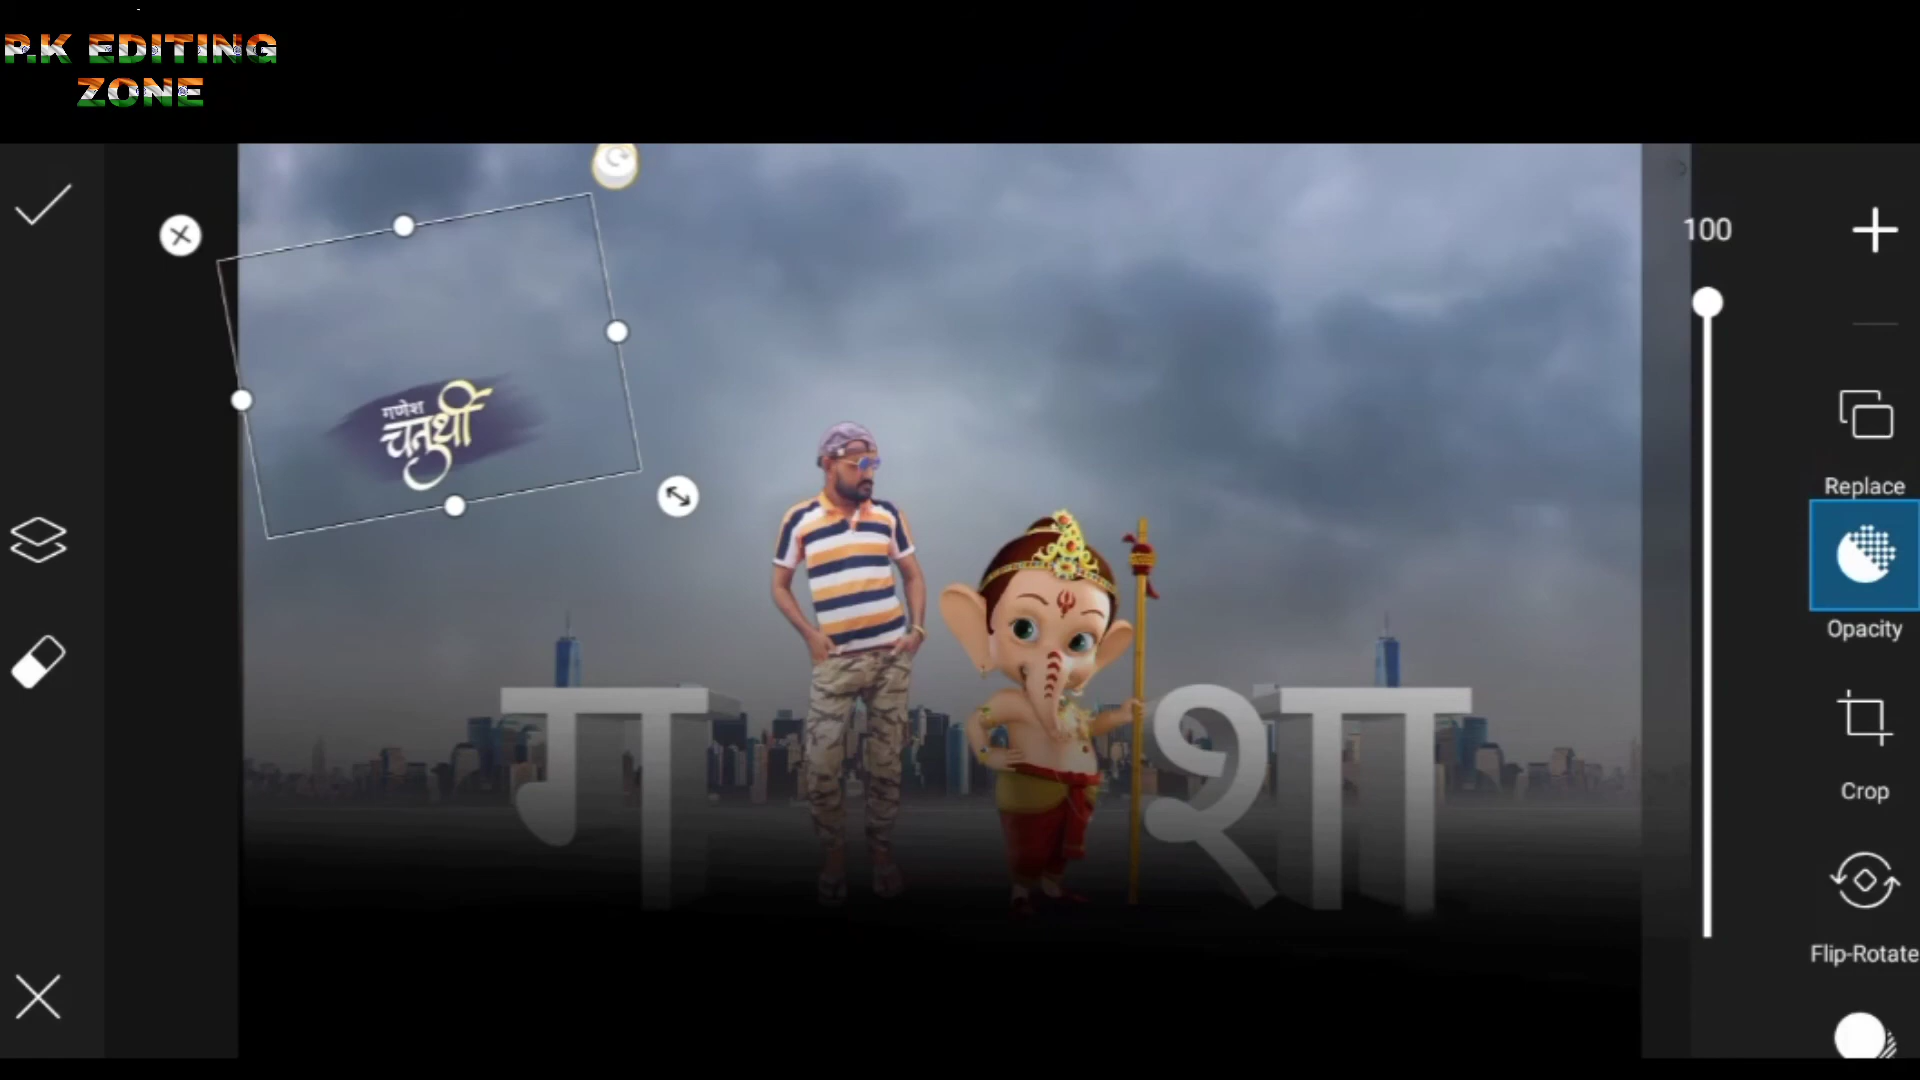 P.K EDITING
ZONE
100
Replace
Opacity
Crop
Flip-Rotate
गणेश
चतुर्थी
ग शा